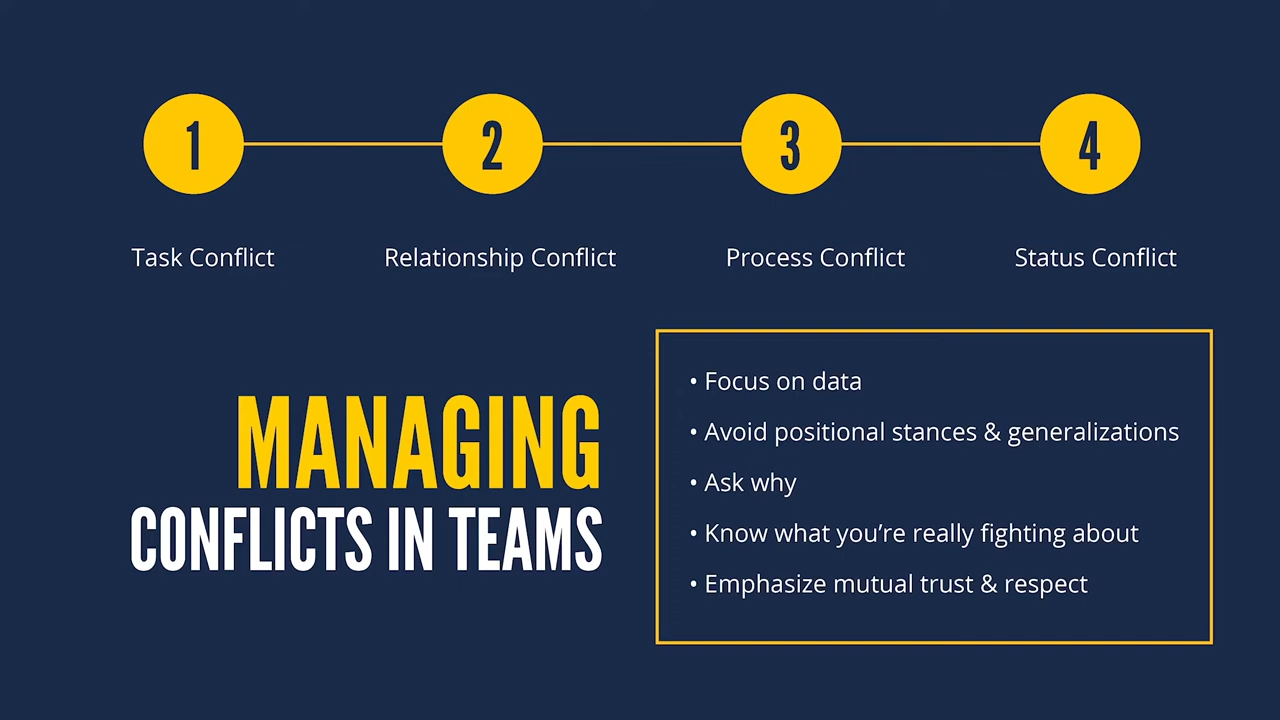 1
2
3
4
Task Conflict
Relationship Conflict
Process Conflict
Status Conflict
MANAGING
CONFLICTS IN TEAMS
• Focus on data
• Avoid positional stances & generalizations
• Ask why
• Know what you’re really fighting about
• Emphasize mutual trust & respect